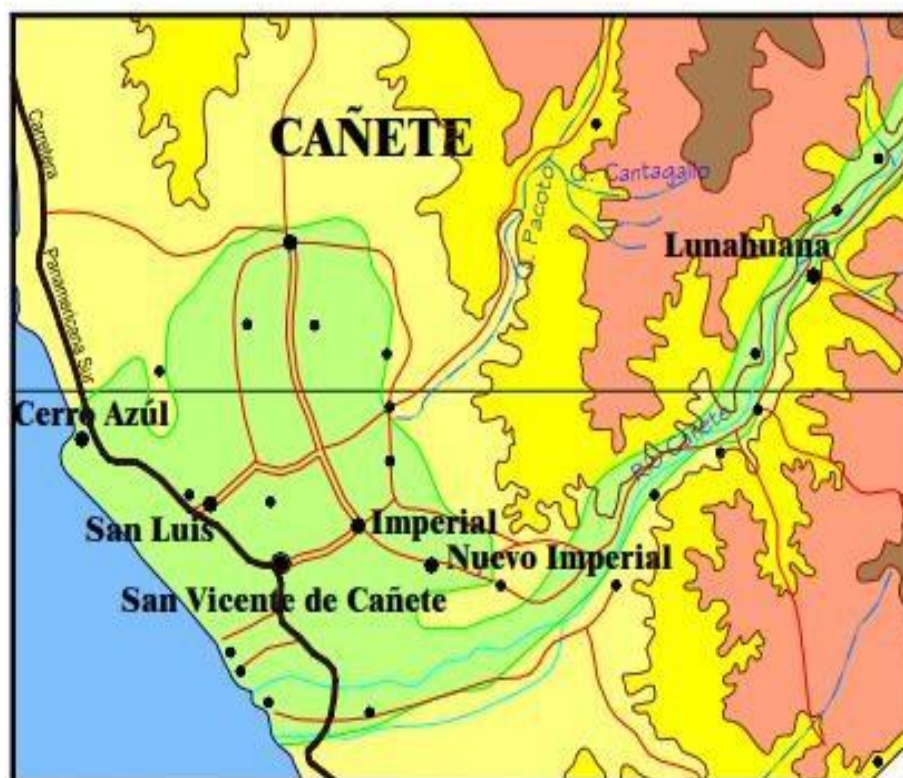 CAÑETE
Carretera
Q. Cantagallo
Q. Pacoto
Lunahuana
Panamericana Sur
Cerro Azúl
Río Cañete
San Luis
Imperial
Nuevo Imperial
San Vicente de Cañete